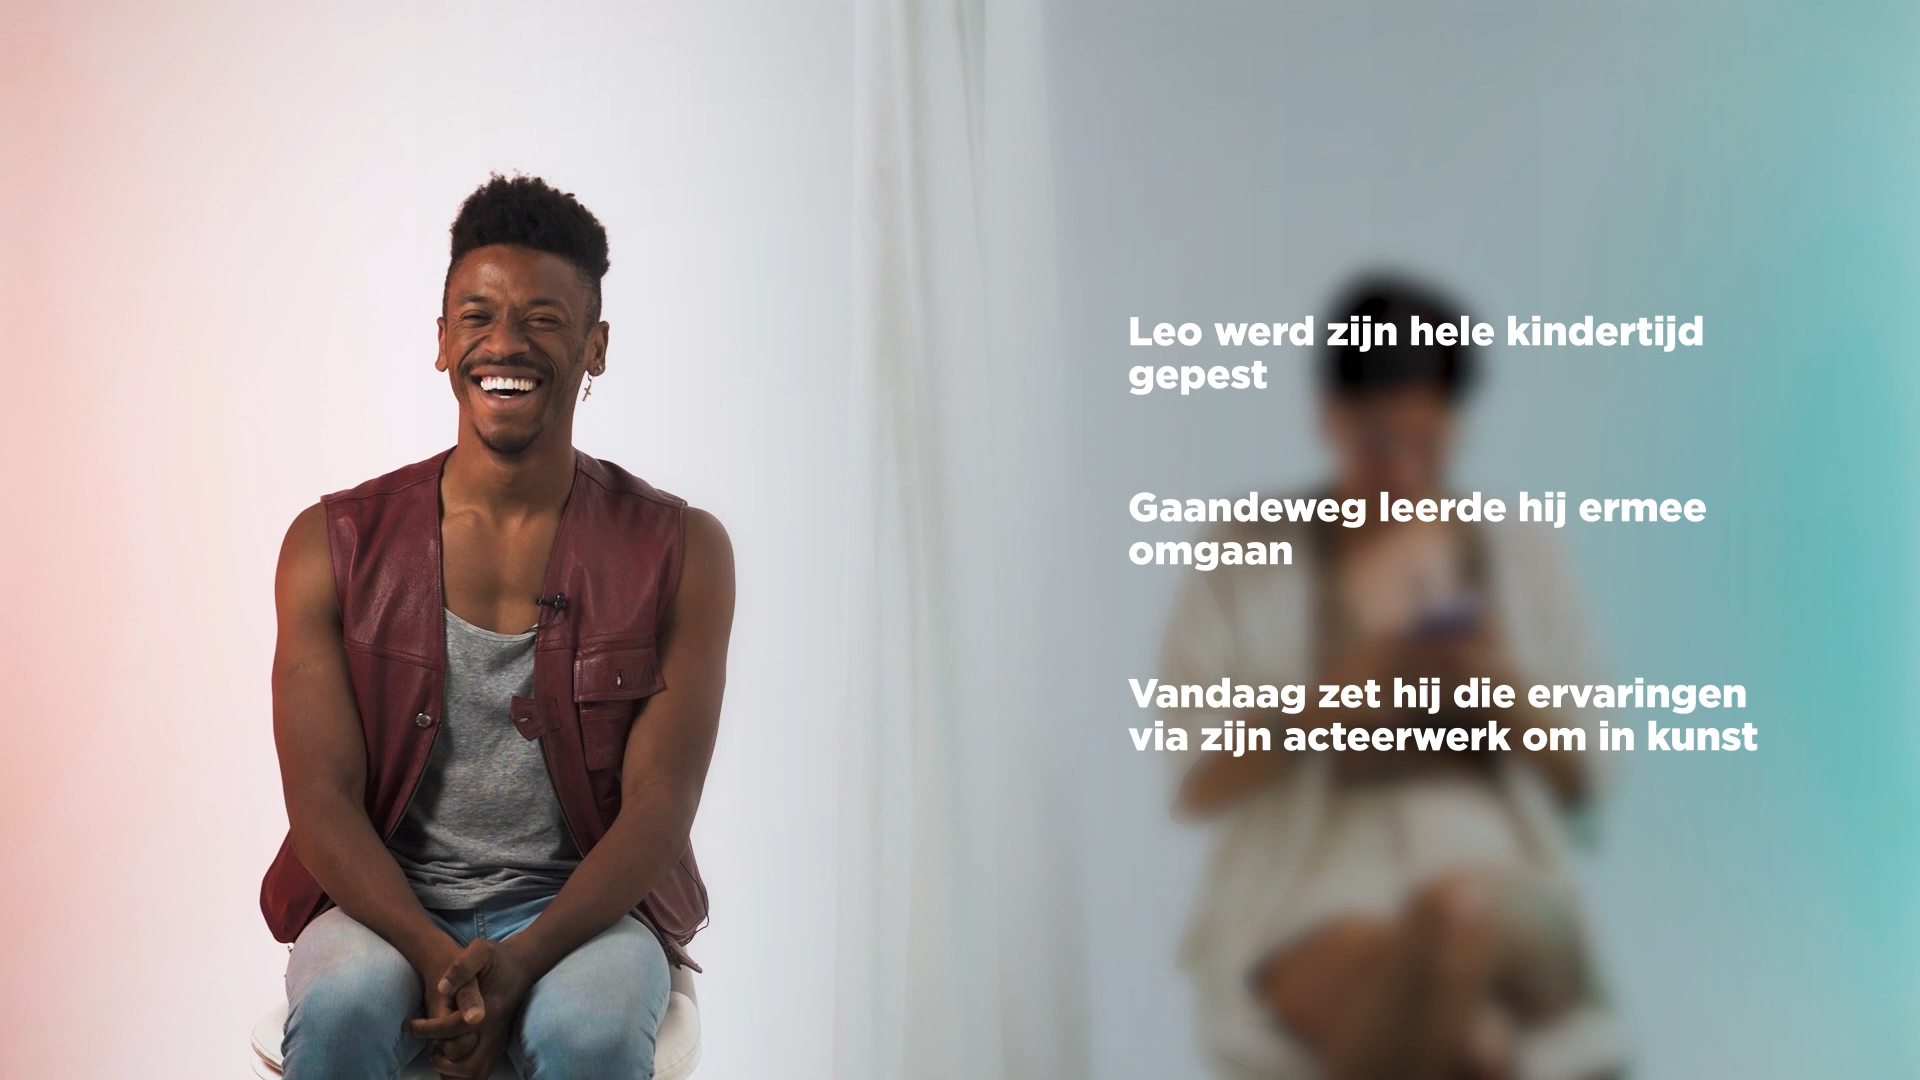 Leo werd zijn hele kindertijd
gepest
Gaandeweg leerde hij ermee
omgaan
Vandaag zet hij die ervaringen
via zijn acteerwerk om in kunst